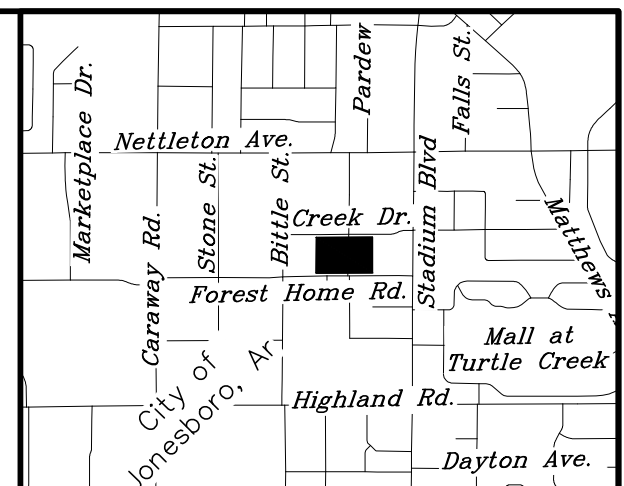 Marketplace Dr.
Pardew
Falls St.
Nettleton Ave.
Stone St.
Bittle St.
Stadium Blvd
Creek Dr.
Caraway Rd.
Matthews
Forest Home Rd.
Mall at
Turtle Creek
City of
Jonesboro, Ar
Highland Rd.
Dayton Ave.